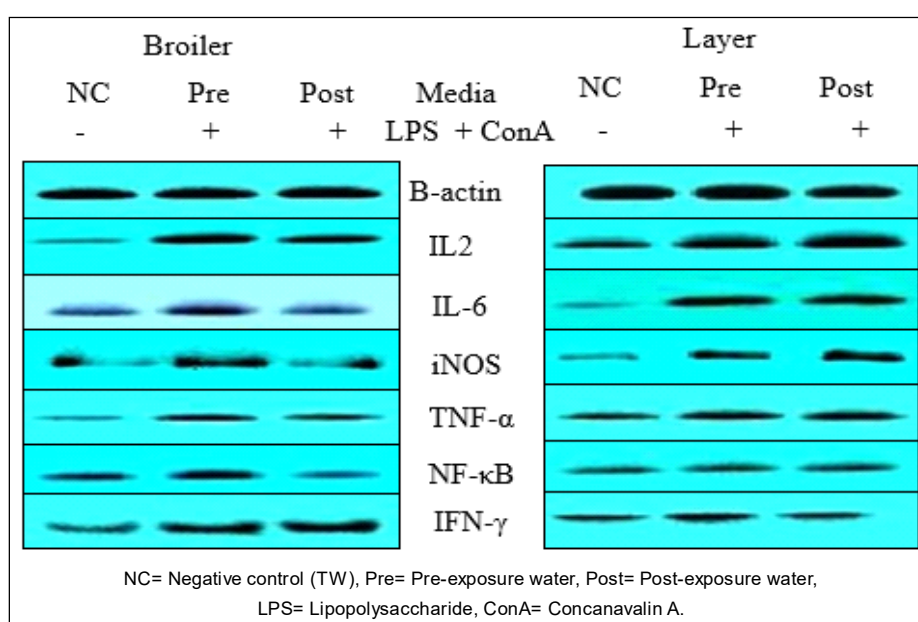 Broiler Layer
NC Pre Post Media NC Pre Post
- + + LPS + ConA - + +
B-actin
IL2
IL-6
iNOS
TNF-α
NF-κB
IFN-γ
NC= Negative control (TW), Pre= Pre-exposure water, Post= Post-exposure water,
LPS= Lipopolysaccharide, ConA= Concanavalin A.